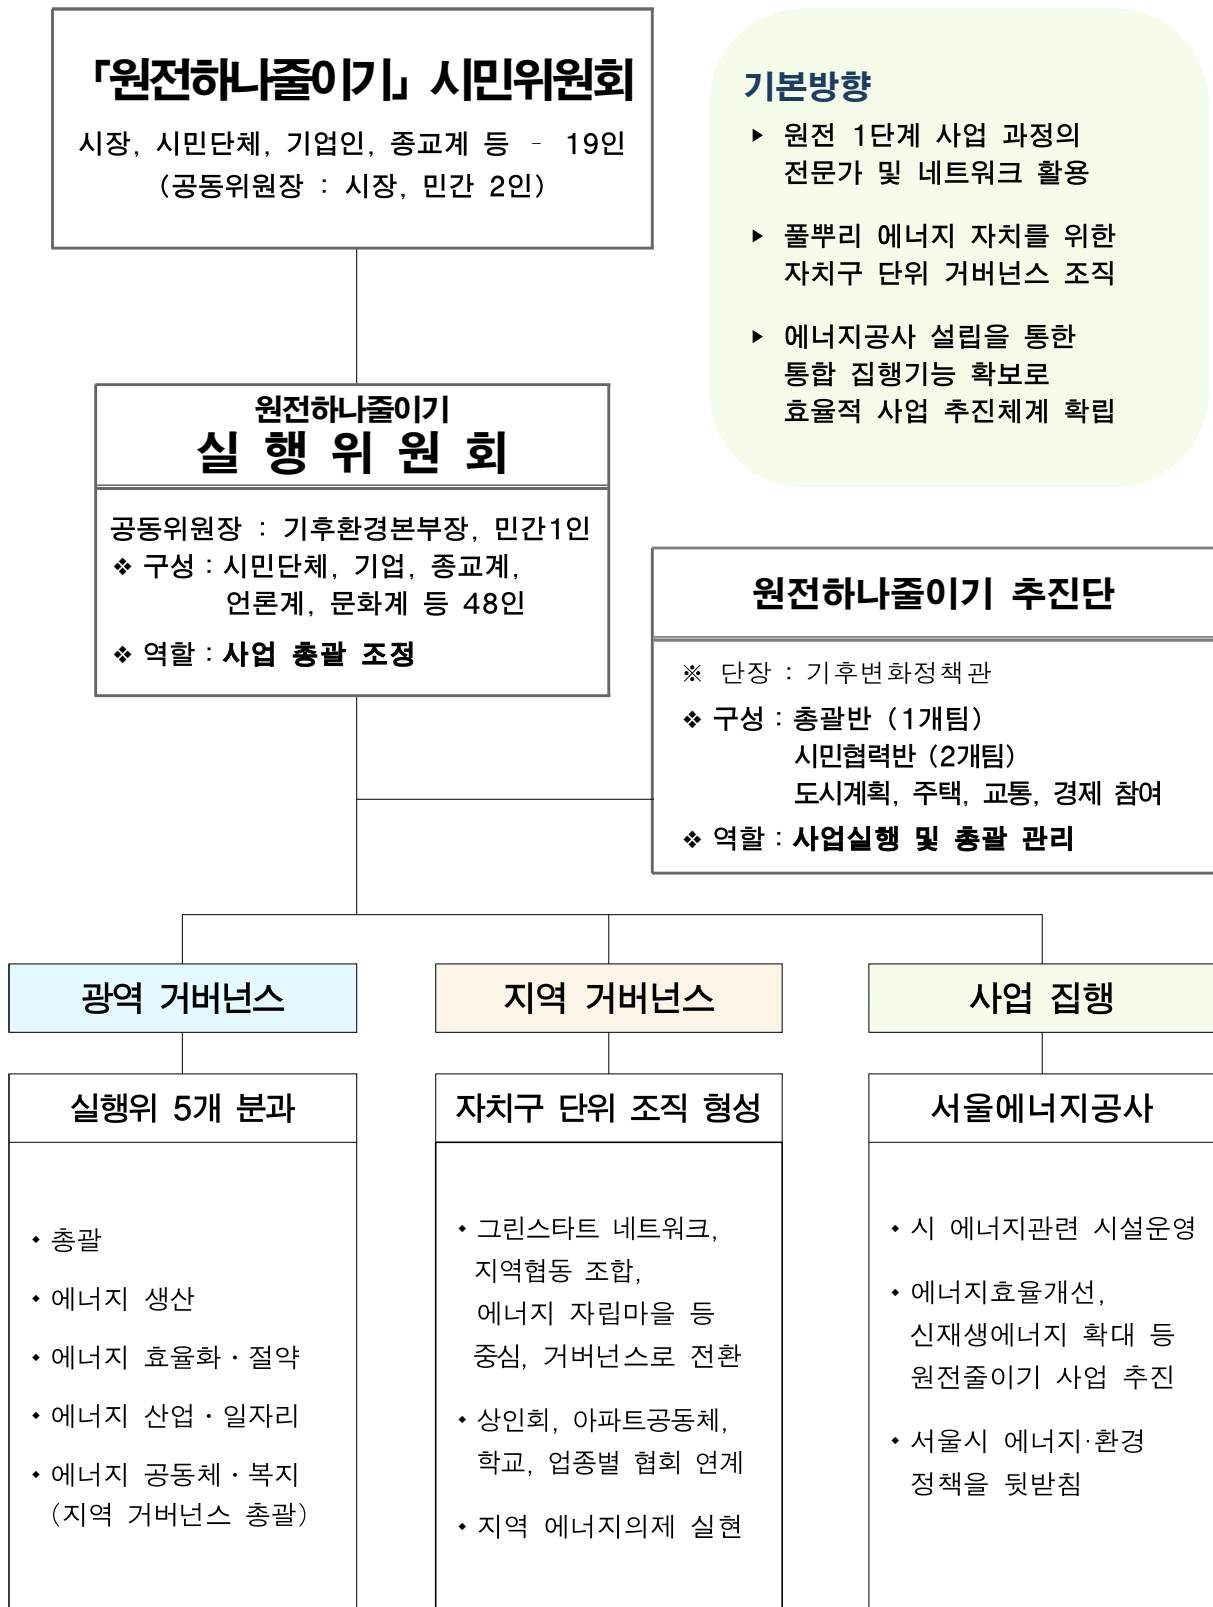 「원전하나줄이기」 시민위원회
시장, 시민단체, 기업인, 종교계 등 - 19인
(공동위원장 : 시장, 민간 2인)
기본방향
▶ 원전 1단계 사업 과정의
전문가 및 네트워크 활용
▶ 풀뿌리 에너지 자치를 위한
자치구 단위 거버넌스 조직
▶ 에너지공사 설립을 통한
통합 집행기능 확보로
효율적 사업 추진체계 확립
원전하나줄이기
실 행 위 원 회
공동위원장 : 기후환경본부장, 민간1인
❖ 구성 : 시민단체, 기업, 종교계,
언론계, 문화계 등 48인
❖ 역할 : 사업 총괄 조정
원전하나줄이기 추진단
※ 단장 : 기후변화정책관
❖ 구성 : 총괄반 (1개팀)
시민협력반 (2개팀)
도시계획, 주택, 교통, 경제 참여
❖ 역할 : 사업실행 및 총괄 관리
광역 거버넌스
실행위 5개 분과
• 총괄
• 에너지 생산
• 에너지 효율화·절약
• 에너지 산업·일자리
• 에너지 공동체·복지
(지역 거버넌스 총괄)
지역 거버넌스
자치구 단위 조직 형성
• 그린스타트 네트워크,
지역협동 조합,
에너지 자립마을 등
중심, 거버넌스로 전환
• 상인회, 아파트공동체,
학교, 업종별 협회 연계
• 지역 에너지의제 실현
사업 집행
서울에너지공사
• 시 에너지관련 시설운영
• 에너지효율개선,
신재생에너지 확대 등
원전줄이기 사업 추진
• 서울시 에너지·환경
정책을 뒷받침